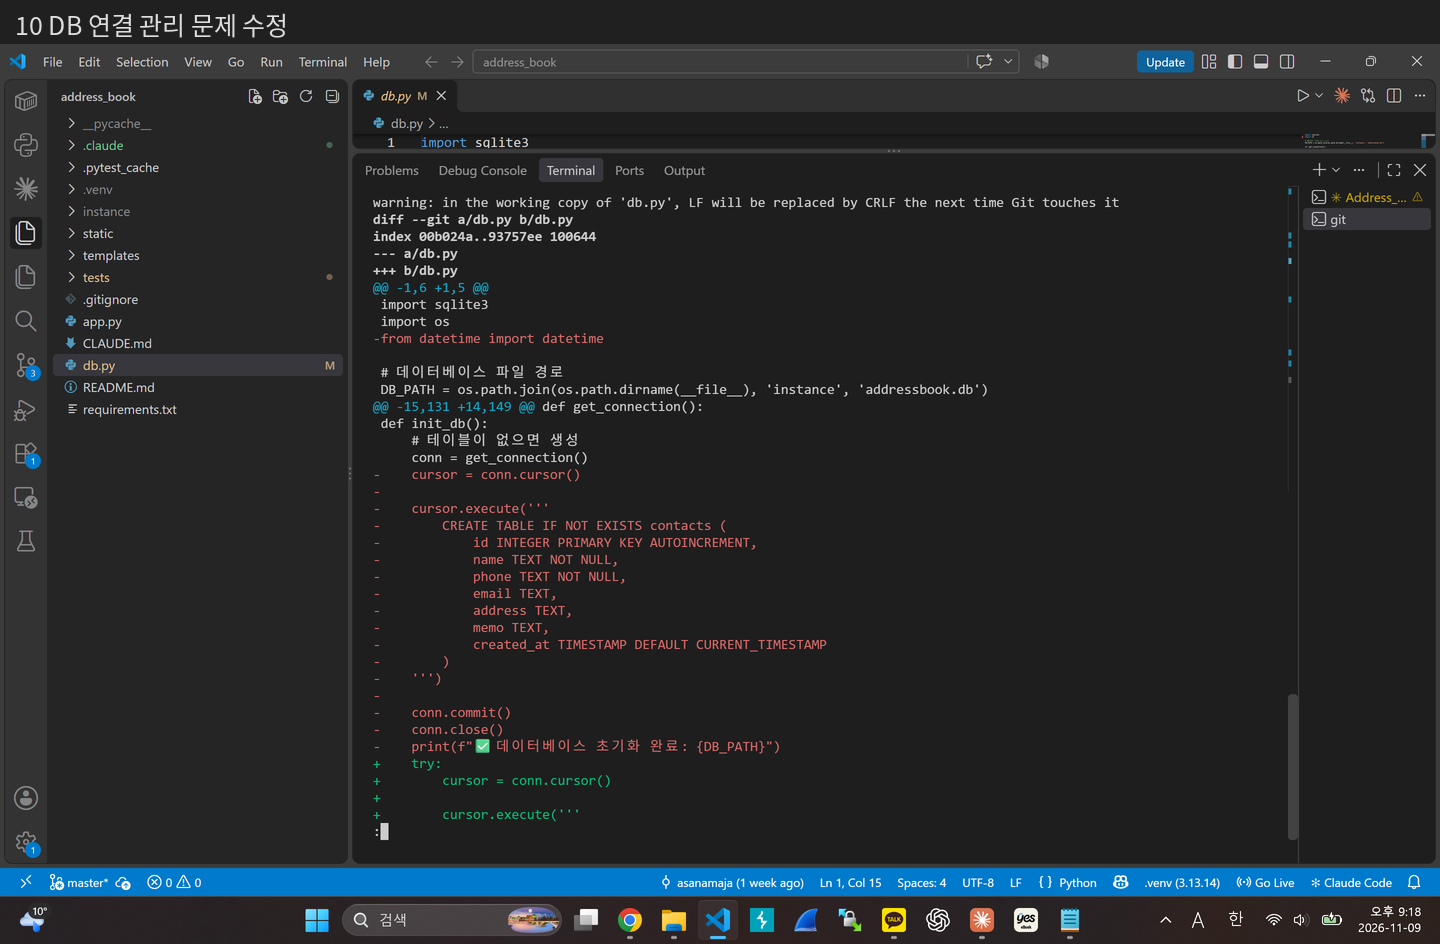 10 DB 연결 관리 문제 수정
File Edit Selection View Go Run Terminal Help
address_book
Update
address_book
__pycache__
.claude
.pytest_cache
.venv
instance
static
templates
tests
.gitignore
app.py
CLAUDE.md
db.py M
README.md
requirements.txt
3
1
1
db.py M
db.py > ...
1 import sqlite3
Problems Debug Console Terminal Ports Output
Address_...
git
warning: in the working copy of 'db.py', LF will be replaced by CRLF the next time Git touches it
diff --git a/db.py b/db.py
index 00b024a..93757ee 100644
--- a/db.py
+++ b/db.py
@@ -1,6 +1,5 @@
 import sqlite3
 import os
-from datetime import datetime
 # 데이터베이스 파일 경로
 DB_PATH = os.path.join(os.path.dirname(__file__), 'instance', 'addressbook.db')
@@ -15,131 +14,149 @@ def get_connection():
 def init_db():
     # 테이블이 없으면 생성
     conn = get_connection()
-    cursor = conn.cursor()
-
-    cursor.execute('''
-        CREATE TABLE IF NOT EXISTS contacts (
-            id INTEGER PRIMARY KEY AUTOINCREMENT,
-            name TEXT NOT NULL,
-            phone TEXT NOT NULL,
-            email TEXT,
-            address TEXT,
-            memo TEXT,
-            created_at TIMESTAMP DEFAULT CURRENT_TIMESTAMP
-        )
-    ''')
-
-    conn.commit()
-    conn.close()
-    print(f"✅ 데이터베이스 초기화 완료: {DB_PATH}")
+    try:
+        cursor = conn.cursor()
+
+        cursor.execute('''
:
master* 0 0 asanamaja (1 week ago) Ln 1, Col 15 Spaces: 4 UTF-8 LF { } Python .venv (3.13.14) Go Live Claude Code
10°
검색
TALK
yes
eBook
A 한
오후 9:18
2026-11-09